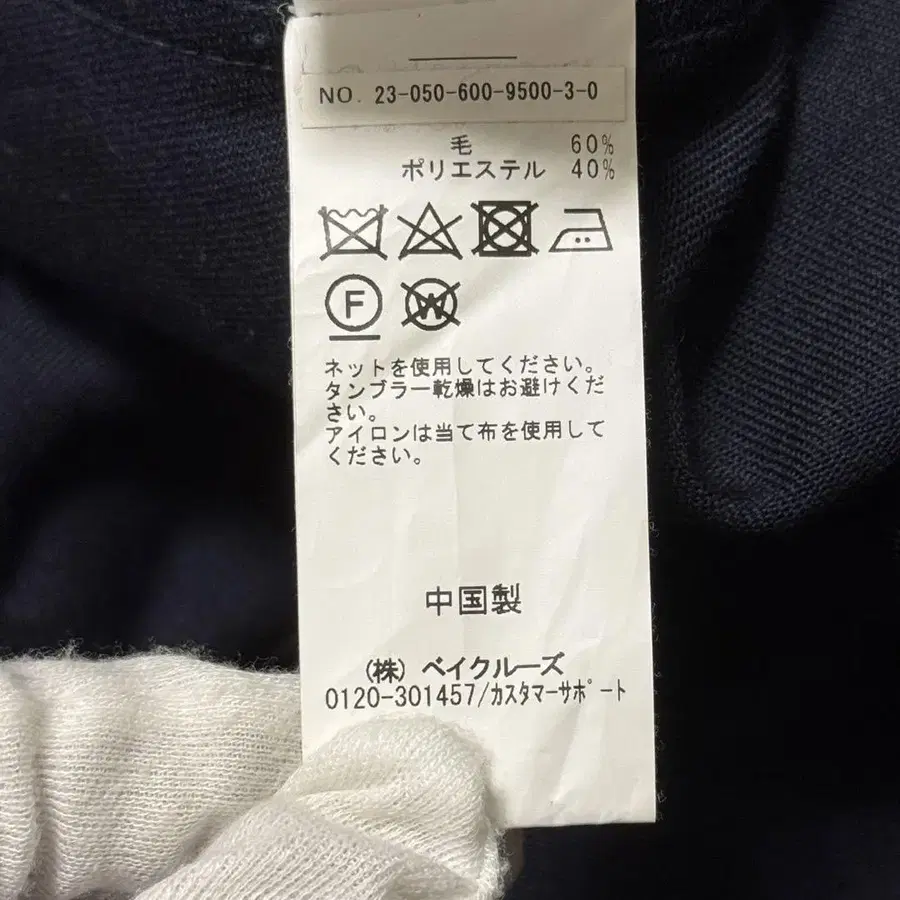 NO. 23-050-600-9500-3-0
毛 60%
ポリエステル 40%
F
W
ネットを使用してください。
タンブラー乾燥はお避けくだ
さい。
アイロンは当て布を使用して
ください。
中国製
(株) ベイクルーズ
0120-301457/カスタマーサポート